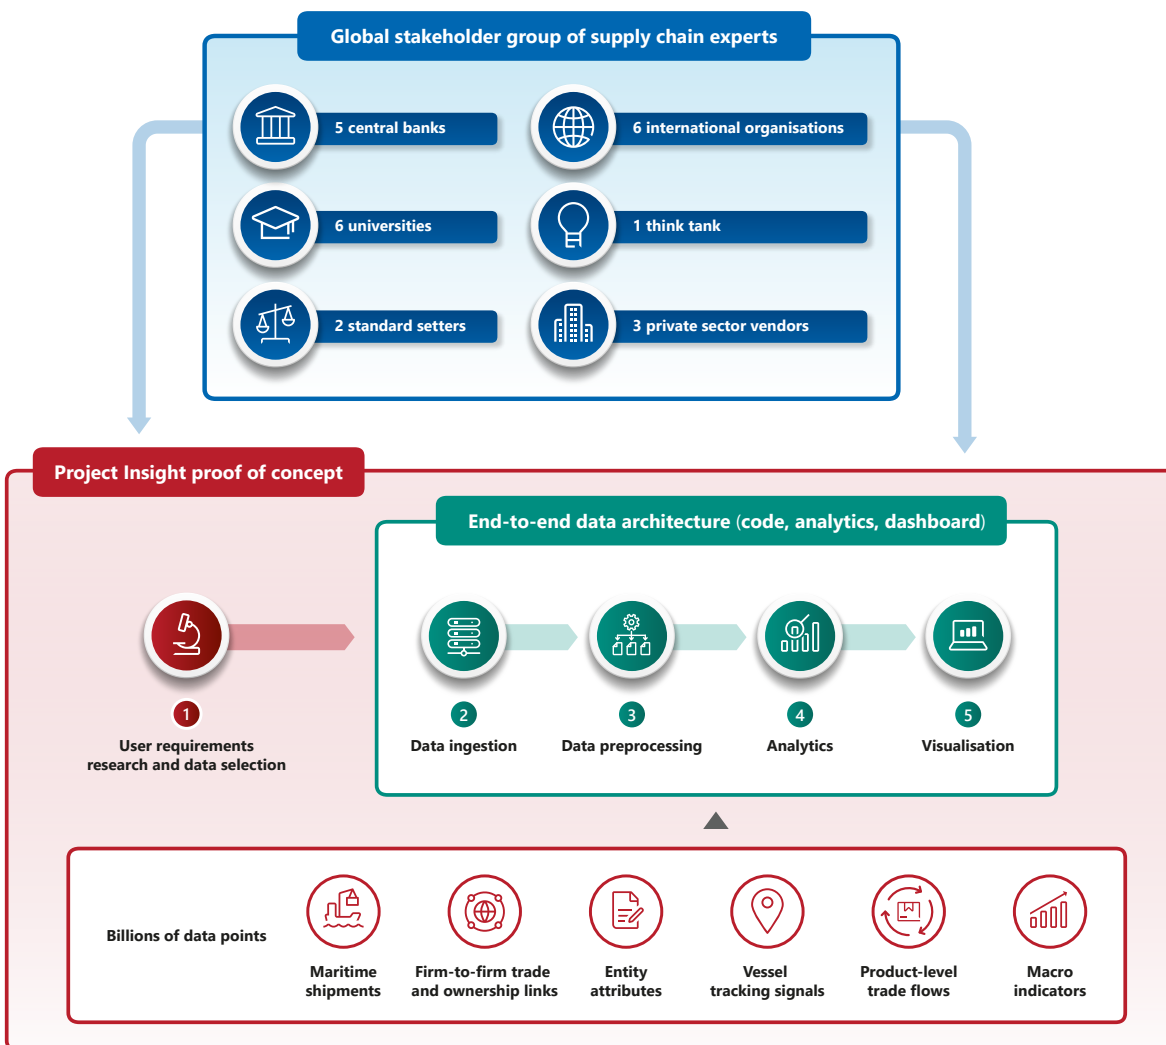 Global stakeholder group of supply chain experts
5 central banks
6 international organisations
6 universities
1 think tank
2 standard setters
3 private sector vendors
Project Insight proof of concept
End-to-end data architecture (code, analytics, dashboard)
1
User requirements
research and data selection
2
Data ingestion
3
Data preprocessing
4
Analytics
5
Visualisation
Billions of data points
Maritime
shipments
Firm-to-firm trade
and ownership links
Entity
attributes
Vessel
tracking signals
Product-level
trade flows
Macro
indicators